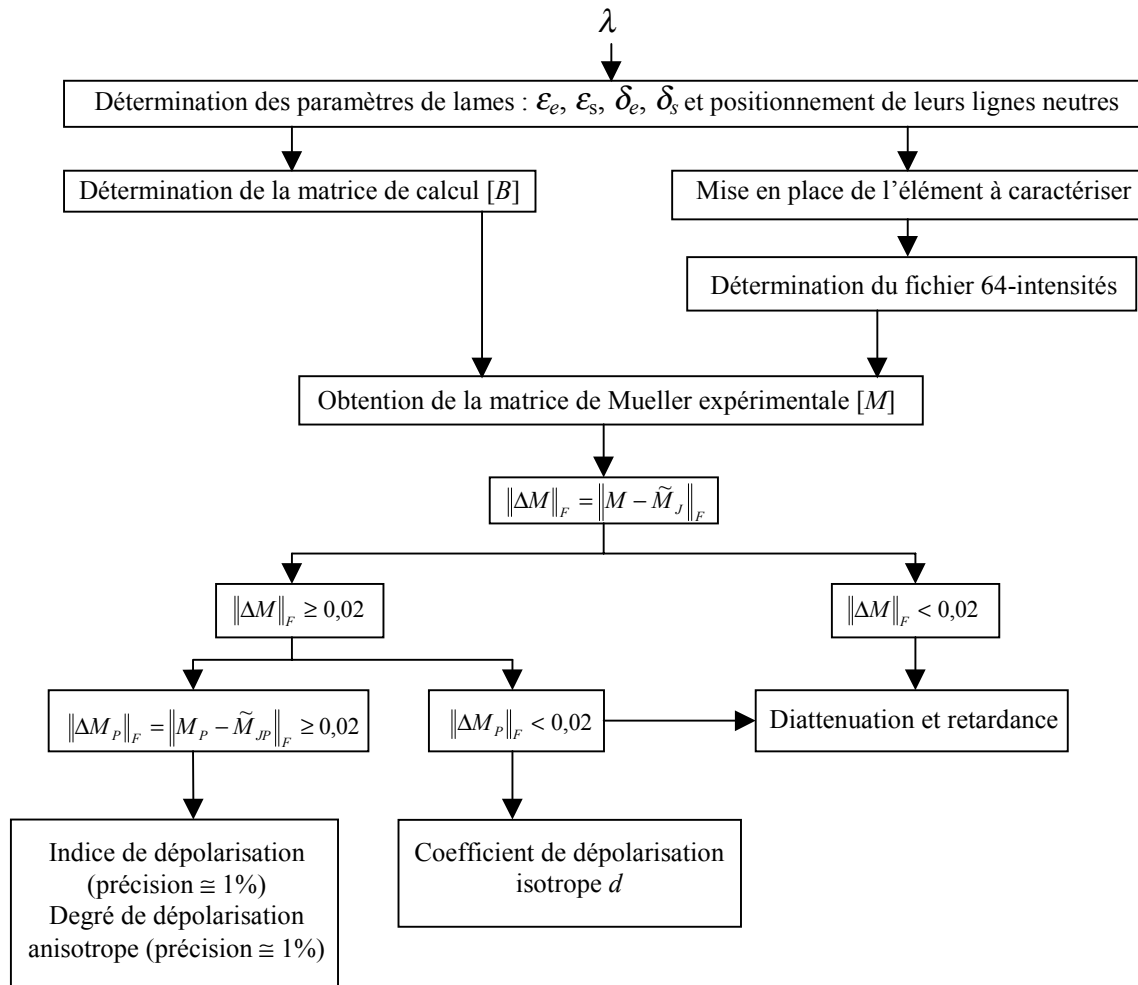 λ
Détermination des paramètres de lames : εe, εs, δe, δs et positionnement de leurs lignes neutres
Détermination de la matrice de calcul [B]
Mise en place de l'élément à caractériser
Détermination du fichier 64-intensités
Obtention de la matrice de Mueller expérimentale [M]
‖ΔM‖F = ‖M − M̃J‖F
‖ΔM‖F ≥ 0,02
‖ΔM‖F < 0,02
‖ΔMP‖F = ‖MP − M̃JP‖F ≥ 0,02
‖ΔMP‖F < 0,02
Diattenuation et retardance
Indice de dépolarisation
(précision ≅ 1%)
Degré de dépolarisation
anisotrope (précision ≅ 1%)
Coefficient de dépolarisation
isotrope d